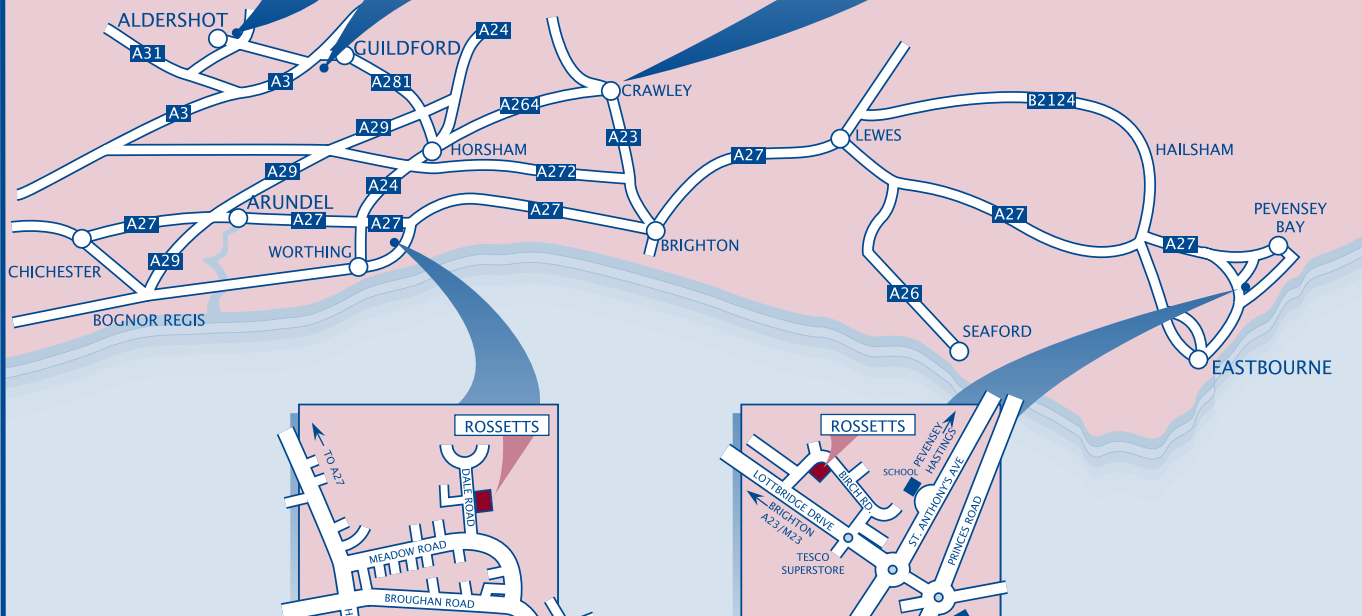 ALDERSHOT
A24
A31
GUILDFORD
A3
A281
A3
A264
CRAWLEY
B2124
A29
A23
LEWES
HORSHAM
A27
HAILSHAM
A29
A272
A24
ARUNDEL
A27
A27
A27
A27
A27
PEVENSEY
BAY
A27
WORTHING
BRIGHTON
CHICHESTER
A29
A26
BOGNOR REGIS
SEAFORD
EASTBOURNE
ROSSETTS
TO A27
DALE ROAD
MEADOW ROAD
BROUGHAN ROAD
H
ROSSETTS
PEVENSEY
HASTINGS
SCHOOL
BIRCH RD.
LOTTBRIDGE DRIVE
BRIGHTON
A23/M23
ST. ANTHONY'S AVE
PRINCES ROAD
TESCO
SUPERSTORE